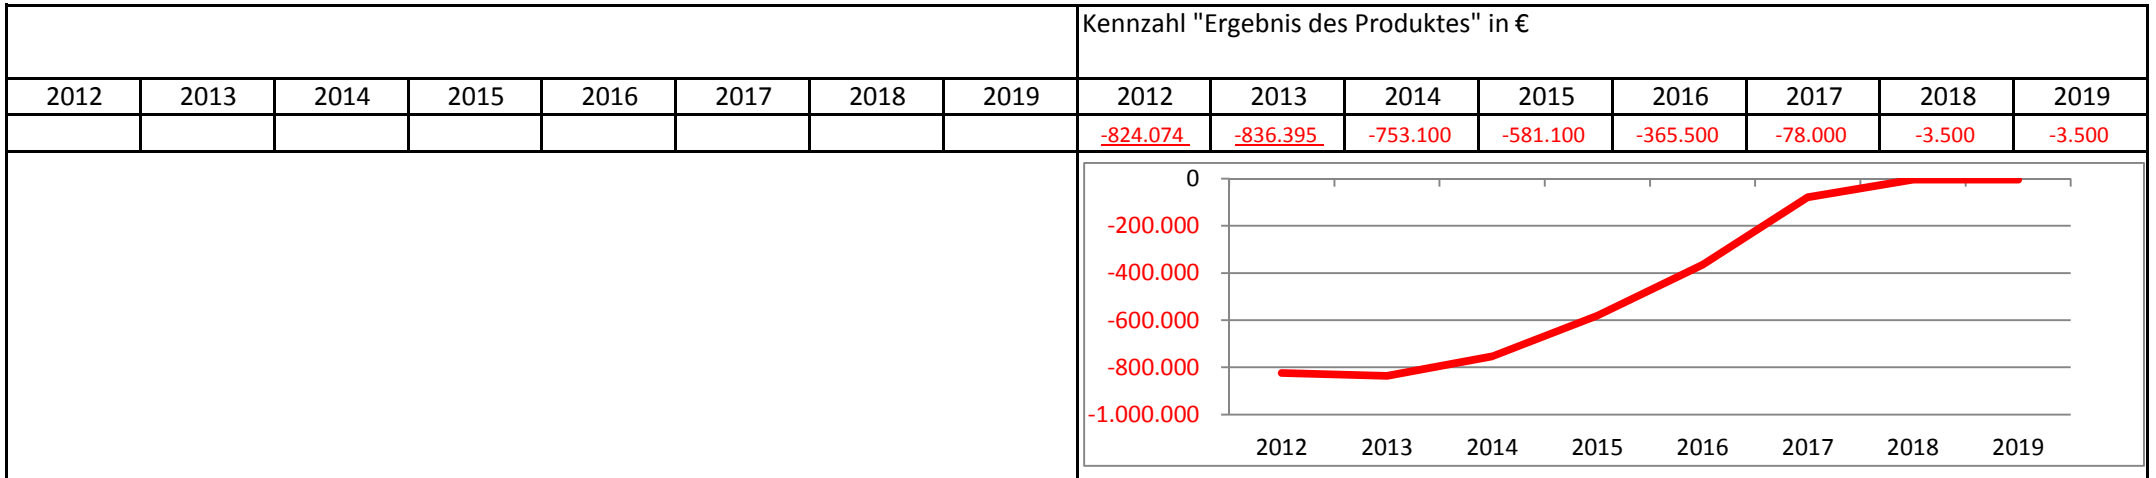 Kennzahl "Ergebnis des Produktes" in €
2012 2013 2014 2015 2016 2017 2018 2019 2012 2013 2014 2015 2016 2017 2018 2019
-824.074 -836.395 -753.100 -581.100 -365.500 -78.000 -3.500 -3.500
0
-200.000
-400.000
-600.000
-800.000
-1.000.000
2012 2013 2014 2015 2016 2017 2018 2019